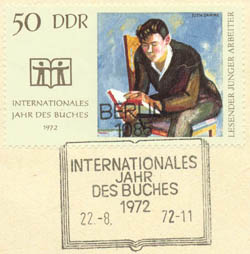 50 DDR
INTERNATIONALES
JAHR DES BUCHES
1972
LESENDER JUNGER ARBEITER
BERLIN
1085
INTERNATIONALES
JAHR
DES BUCHES
1972
22.-8. 72-11